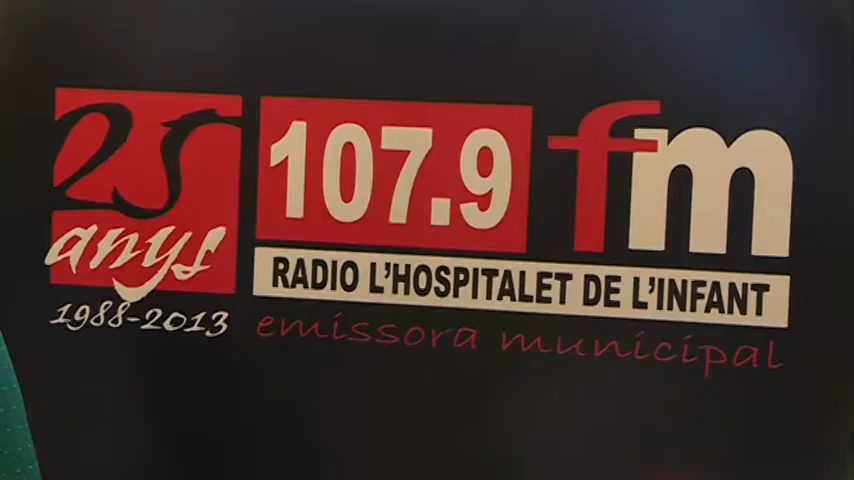 25
anys
1988-2013
107.9 fm
RADIO L'HOSPITALET DE L'INFANT
emissora municipal